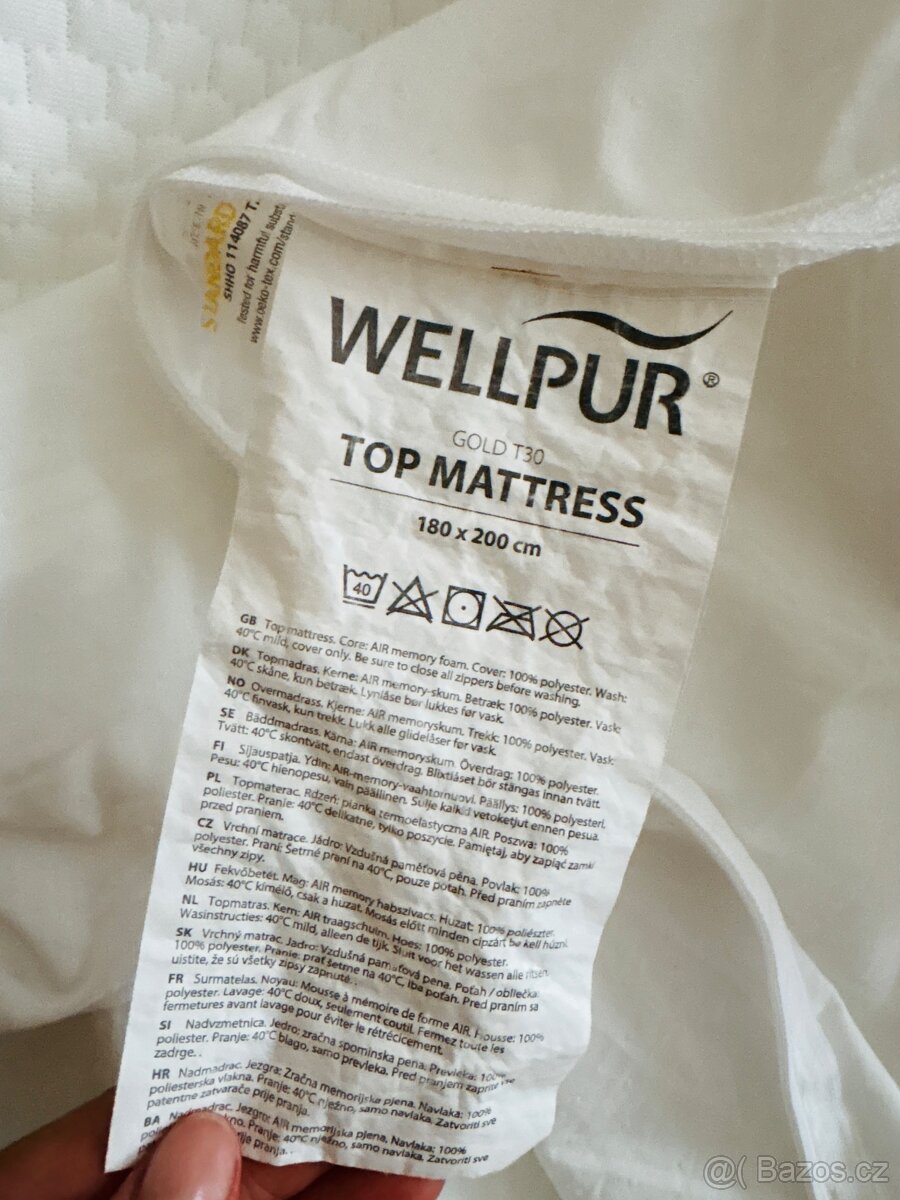 STANDARD
SHHO 114087 T
Tested for harmful
www.oeko-tex.com/stand
WELLPUR®
GOLD T30
TOP MATTRESS
180 x 200 cm
40
GB Top mattress. Core: AIR memory foam. Cover: 100% polyester. Wash:
40°C mild, cover only. Be sure to close all zippers before washing.
DK Topmadras. Kerne: AIR memory-skum. Betræk: 100% polyester. Vask:
40°C skåne, kun betræk. Lynlåse bør lukkes før vask.
NO Overmadrass. Kjerne: AIR memoryskum. Trekk: 100% polyester. Vask:
40°C finvask, kun trekk. Lukk alle glidelåser før vask.
SE Bäddmadrass. Kärna: AIR memoryskum. Överdrag: 100% polyester.
Tvätt: 40°C skontvätt, endast överdrag. Blixtlåset bör stängas innan tvätt.
FI Sijauspatja. Ydin: AIR-memory-vaahtomuovi. Päällys: 100% polyesteri.
Pesu: 40°C hienopesu, vain päällinen. Sulje kaikki vetoketjut ennen pesua.
PL Topmaterac. Rdzeń: pianka termoelastyczna AIR. Poszwa: 100%
poliester. Pranie: 40°C delikatne, tylko poszycie. Pamiętaj, aby zapiąć zamki
przed praniem.
CZ Vrchní matrace. Jádro: Vzdušná paměťová pěna. Povlak: 100%
polyester. Praní: Šetrné praní na 40°C, pouze potah. Před praním zapněte
všechny zipy.
HU Fekvőbetét. Mag: AIR memory habszivacs. Huzat: 100% poliészter.
Mosás: 40°C kímélő, csak a huzat. Mosás előtt minden cipzárt be kell húzni.
NL Topmatras. Kern: AIR traagschuim. Hoes: 100% polyester.
Wasinstructies: 40°C mild, alleen de tijk. Sluit voor het wassen alle ritsen.
SK Vrchný matrac. Jadro: Vzdušná pamäťová pena. Poťah / obliečka:
100% polyester. Pranie: prať šetrne na 40°C, iba poťah. Pred praním sa
uistite, že sú všetky zipsy zapnuté.
FR Surmatelas. Noyau: Mousse à mémoire de forme AIR. Housse: 100%
polyester. Lavage: 40°C doux, seulement coutil. Fermez toute les
fermetures avant lavage pour éviter le rétrécicement.
SI Nadvzmetnica. Jedro: zračna spominska pena. Prevleka: 100%
poliester. Pranje: 40°C blago, samo prevleka. Pred pranjem zaprite vse
zadrge. .
HR Nadmadrac. Jezgra: Zračna memorijska pjena. Navlaka: 100%
poliesterska vlakna. Pranje: 40°C nježno, samo navlaka. Zatvoriti sve
patentne zatvarače prije pranja.
BA Nadmadrac. Jezgro: AIR memorijska pjena. Navlaka: 100%
Pranje: 40°C nježno, samo navlaka. Zatvoriti sve
prije pranja.
@( Bazos.cz